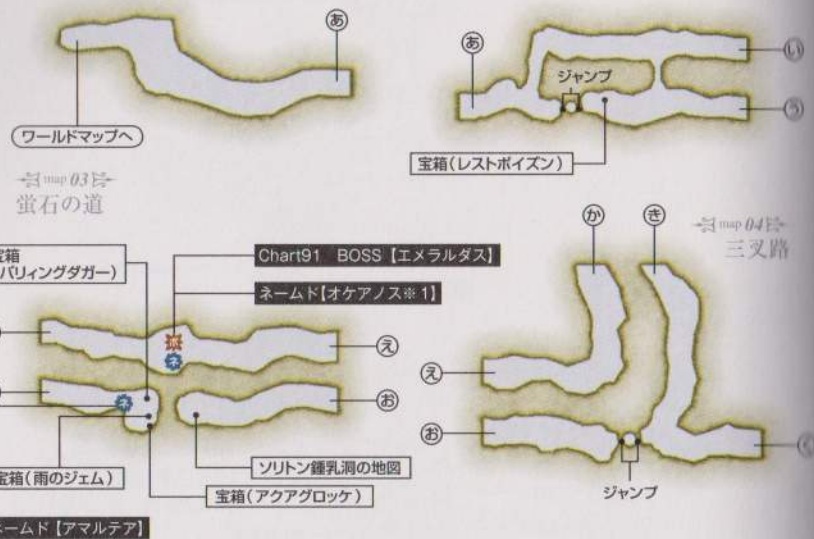 あ
ワールドマップへ
あ
い
う
ジャンプ
宝箱(レストポイズン)
map 03
蛍石の道
宝箱
パリィングダガー)
Chart91 BOSS【エメラルダス】
ネームド【オケアノス※1】
ボ
ネ
え
ネ
お
宝箱(雨のジェム)
ソリトン鍾乳洞の地図
宝箱(アクアグロッケ)
ネームド【アマルテア】
map 04
三叉路
か
き
え
お
ジャンプ
く